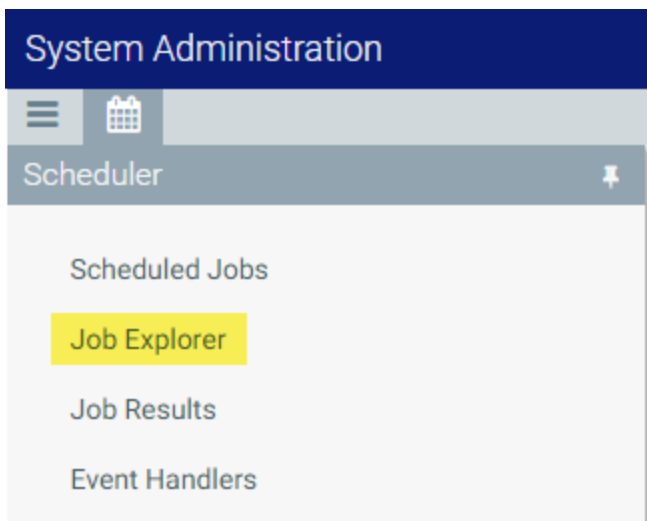 System Administration
Scheduler
Scheduled Jobs
Job Explorer
Job Results
Event Handlers